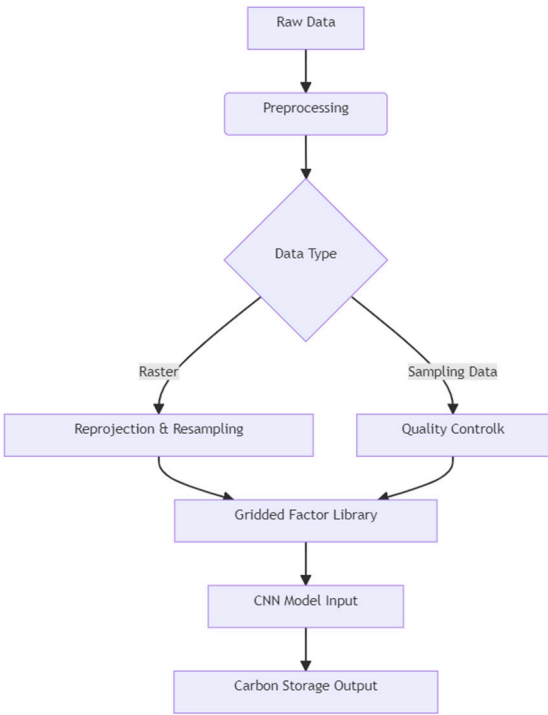 Raw Data
Preprocessing
Data Type
Raster
Sampling Data
Reprojection & Resampling
Quality Controlk
Gridded Factor Library
CNN Model Input
Carbon Storage Output